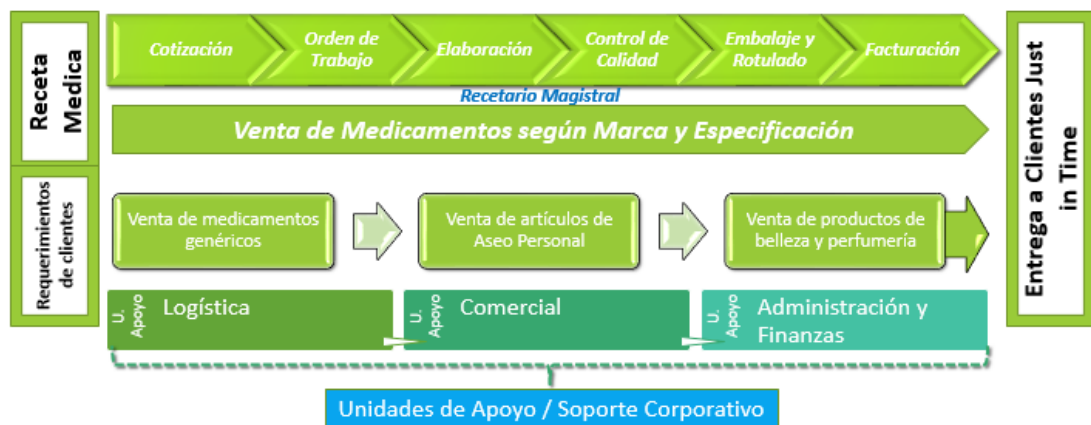 Receta
Medica
Cotización
Orden de
Trabajo
Elaboración
Control de
Calidad
Embalaje y
Rotulado
Facturación
Recetario Magistral
Venta de Medicamentos según Marca y Especificación
Requerimientos
de clientes
Venta de medicamentos
genéricos
Venta de artículos de
Aseo Personal
Venta de productos de
belleza y perfumería
Entrega a Clientes Just
in Time
U.
Apoyo
Logística
U.
Apoyo
Comercial
U.
Apoyo
Administración y
Finanzas
Unidades de Apoyo / Soporte Corporativo